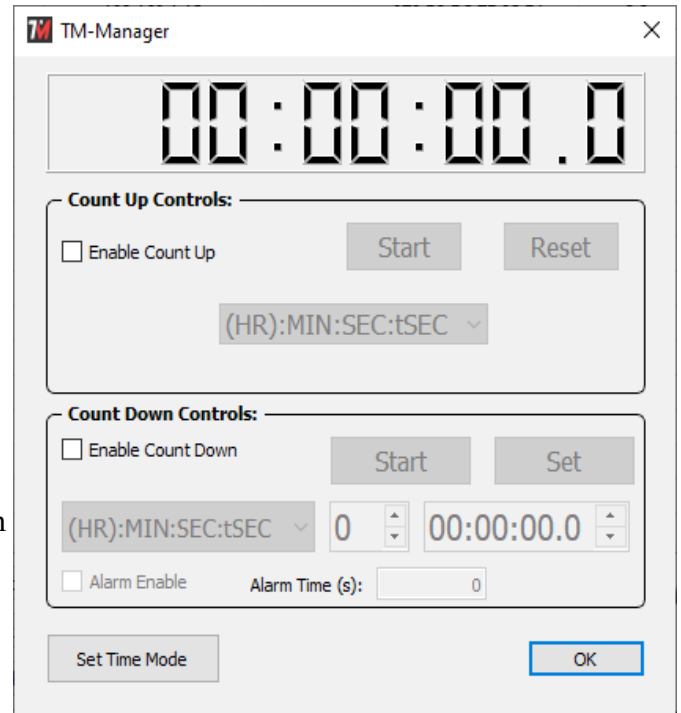 TM TM-Manager
00:00:00.0
Count Up Controls:
Enable Count Up Start Reset
(HR):MIN:SEC:tSEC
Count Down Controls:
Enable Count Down Start Set
(HR):MIN:SEC:tSEC 0 00:00:00.0
Alarm Enable Alarm Time (s): 0
Set Time Mode OK